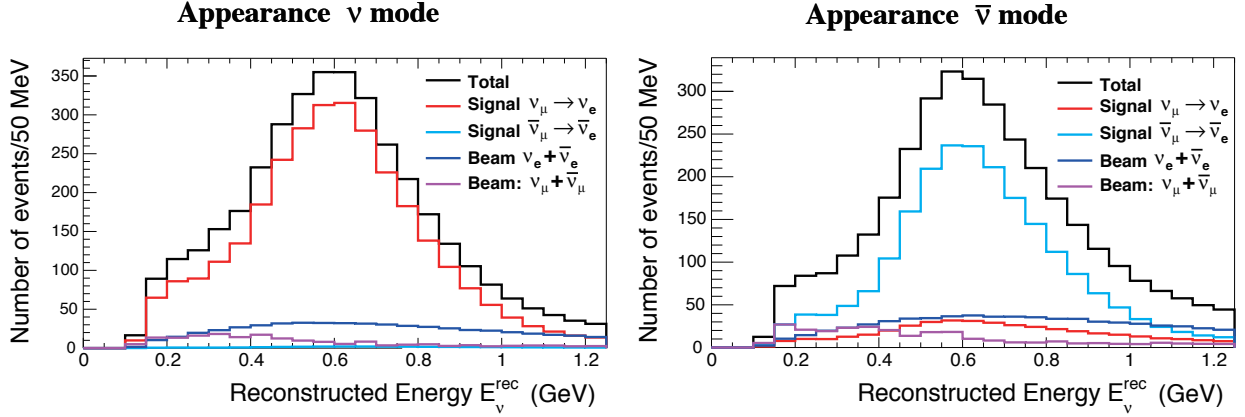 Appearance ν mode
Number of events/50 MeV
350
300
250
200
150
100
50
0
Total
Signal νμ → νe
Signal ν̅μ → ν̅e
Beam νe + ν̅e
Beam: νμ + ν̅μ
0 0.2 0.4 0.6 0.8 1 1.2
Reconstructed Energy Eνrec (GeV)
Appearance ν̅ mode
Number of events/50 MeV
300
250
200
150
100
50
0
Total
Signal νμ → νe
Signal ν̅μ → ν̅e
Beam νe + ν̅e
Beam: νμ + ν̅μ
0 0.2 0.4 0.6 0.8 1 1.2
Reconstructed Energy Eνrec (GeV)